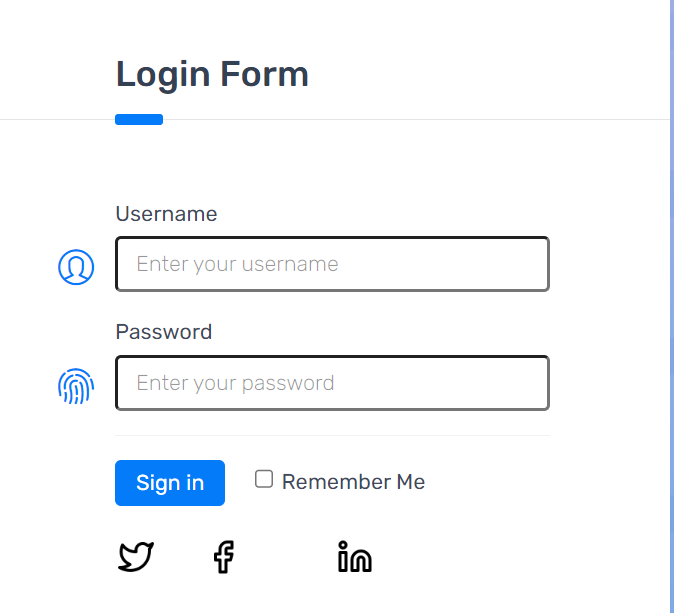 Login Form
Username
Enter your username
Password
Enter your password
Sign in Remember Me